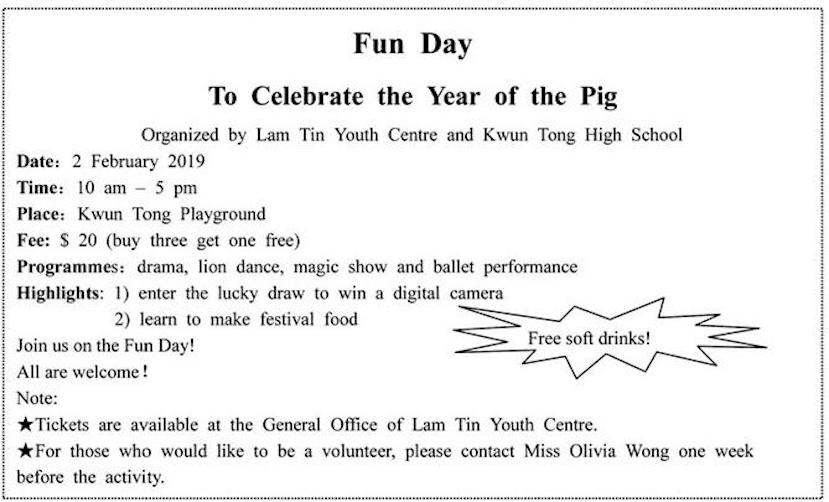 Fun Day
To Celebrate the Year of the Pig
Organized by Lam Tin Youth Centre and Kwun Tong High School
Date: 2 February 2019
Time: 10 am – 5 pm
Place: Kwun Tong Playground
Fee: $ 20 (buy three get one free)
Programmes: drama, lion dance, magic show and ballet performance
Highlights: 1) enter the lucky draw to win a digital camera
2) learn to make festival food
Free soft drinks!
Join us on the Fun Day!
All are welcome!
Note:
★Tickets are available at the General Office of Lam Tin Youth Centre.
★For those who would like to be a volunteer, please contact Miss Olivia Wong one week
before the activity.